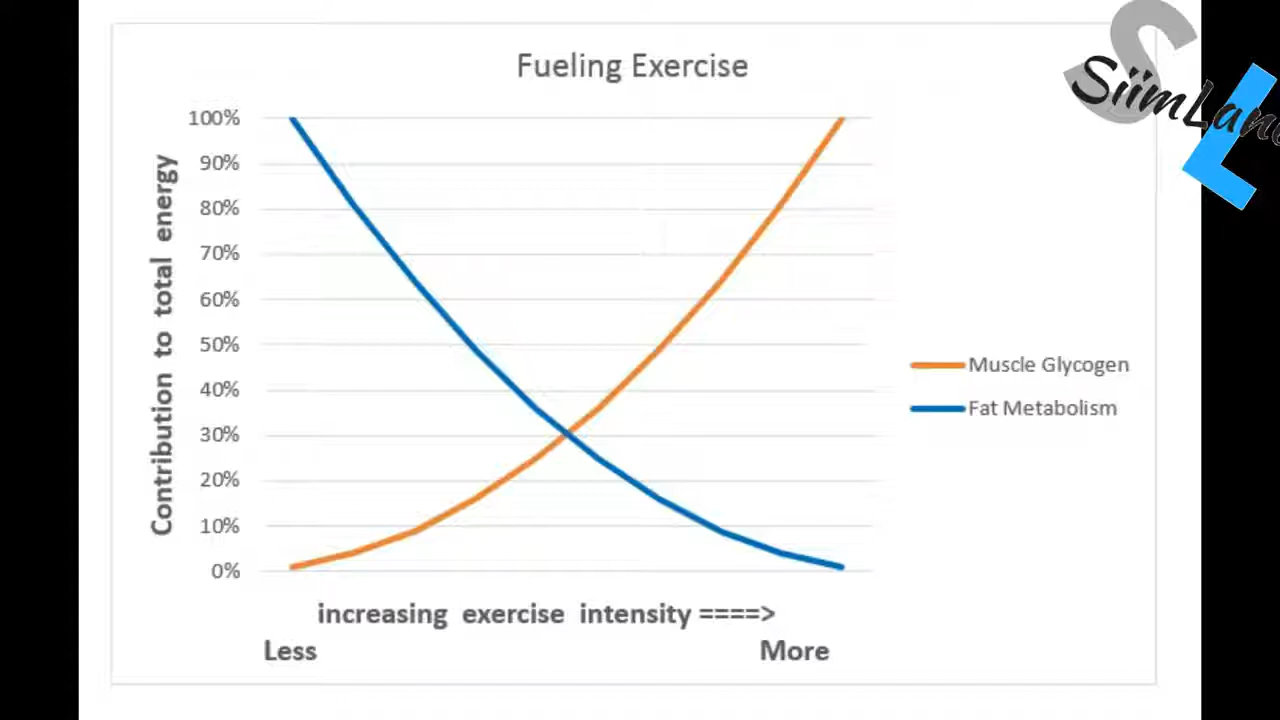 Fueling Exercise
SiimLand
100%
90%
80%
70%
60%
50%
40%
30%
20%
10%
0%
Contribution to total energy
Muscle Glycogen
Fat Metabolism
increasing exercise intensity ====>
Less More